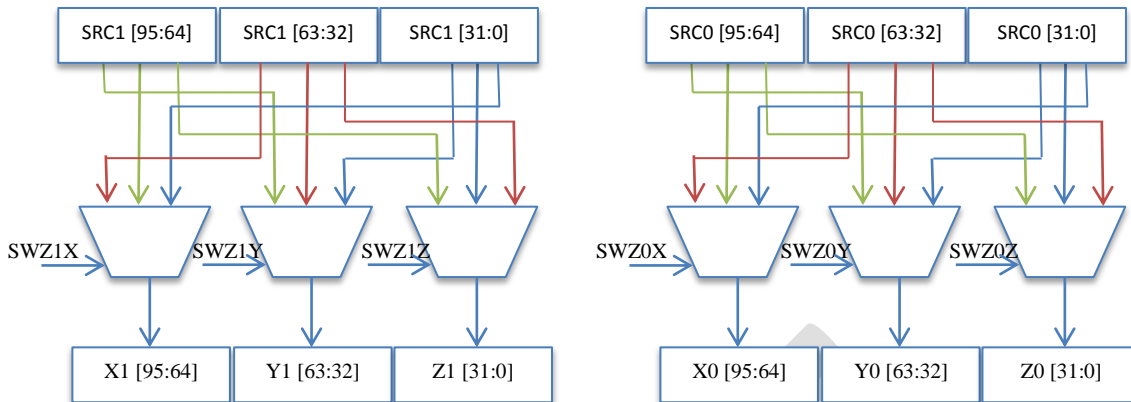 SRC1 [95:64] SRC1 [63:32] SRC1 [31:0] SRC0 [95:64] SRC0 [63:32] SRC0 [31:0]
SWZ1X SWZ1Y SWZ1Z SWZ0X SWZ0Y SWZ0Z
X1 [95:64] Y1 [63:32] Z1 [31:0] X0 [95:64] Y0 [63:32] Z0 [31:0]